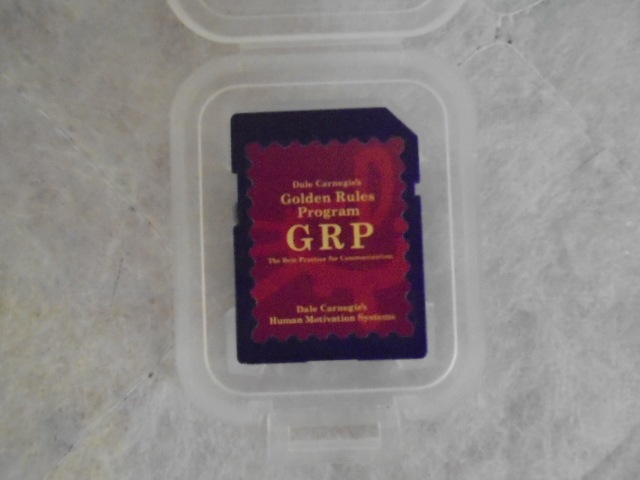 Dale Carnegie's
Golden Rules
Program
GRP
The Best Practice for Communication
Dale Carnegie's
Human Motivation Systems